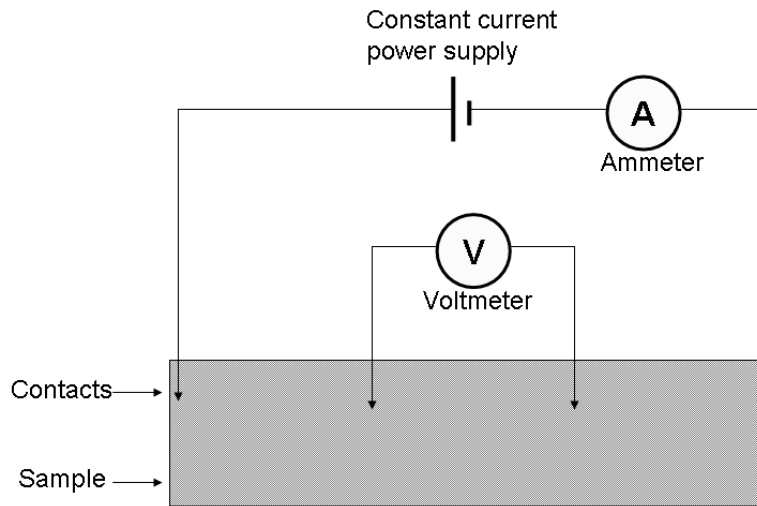 Constant current
power supply
A
Ammeter
V
Voltmeter
Contacts
Sample